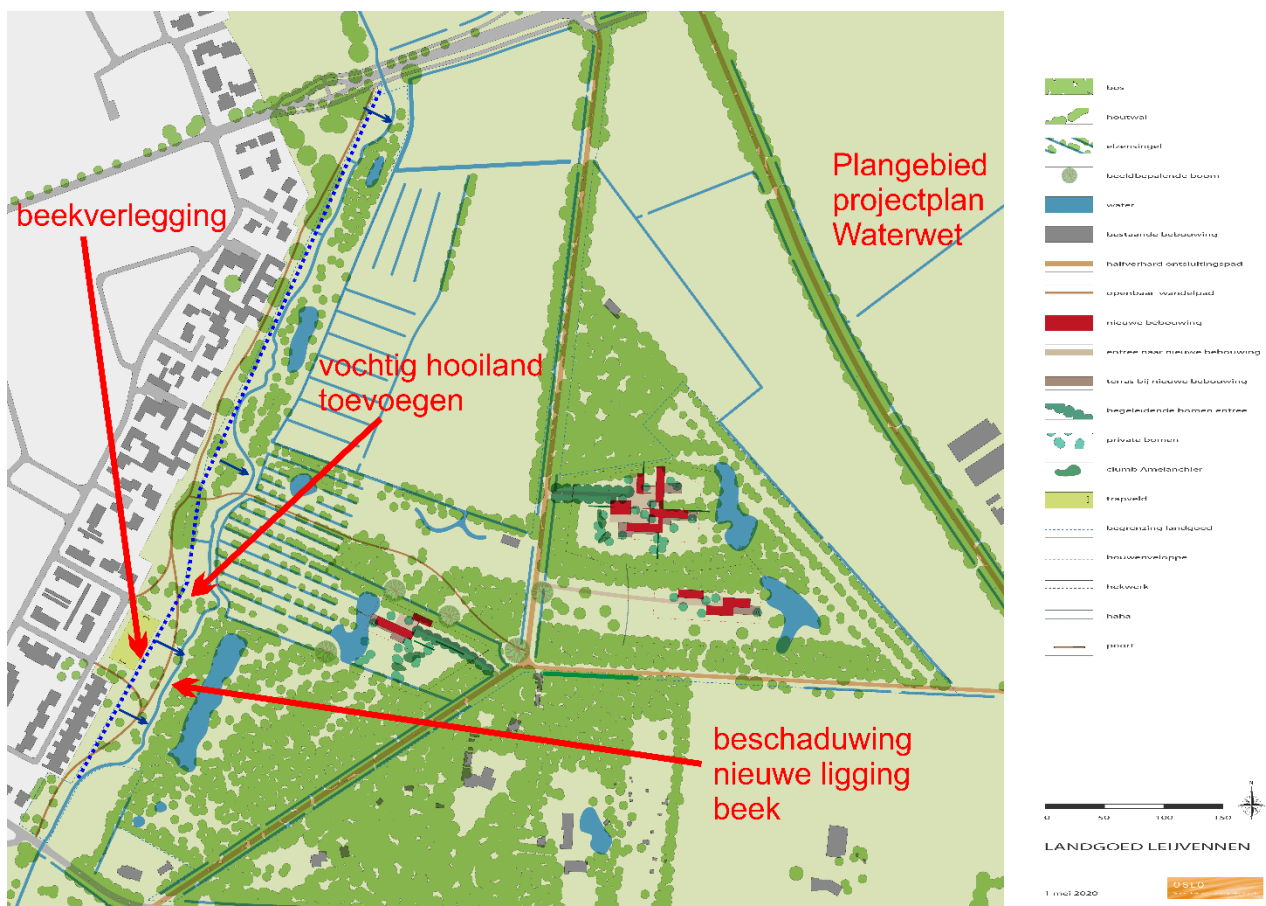 beekverlegging
vochtig hooiland
toevoegen
Plangebied
projectplan
Waterwet
beschaduwing
nieuwe ligging
beek
bos
houtwal
elzensingel
beeldbepalende boom
water
bestaande bebouwing
halfverhard ontsluitingspad
openbaar wandelpad
nieuwe bebouwing
entree naar nieuwe bebouwing
terras bij nieuwe bebouwing
begeleidende bomen entree
private bomen
clumb Amelanchier
trapveld
begrenzing landgoed
bouwenveloppe
hekwerk
haha
poort
N
0 50 100 150
LANDGOED LEIJVENNEN
1 mei 2020
OSLO